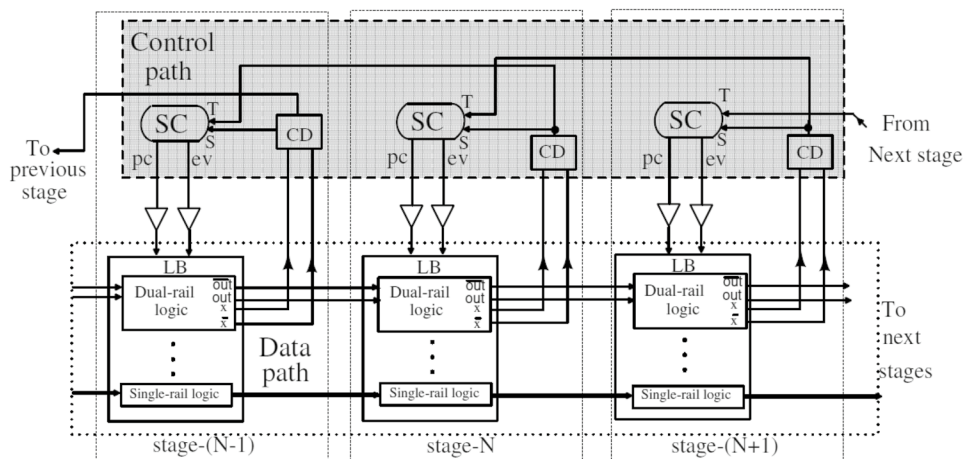 Control
path
T
SC
S
CD
pc
ev
T
SC
S
CD
pc
ev
T
SC
S
CD
pc
ev
From
Next stage
To
previous
stage
LB
Dual-rail
logic
out
out
x
x
Single-rail logic
LB
Dual-rail
logic
out
out
x
x
Single-rail logic
LB
Dual-rail
logic
out
out
x
x
Single-rail logic
Data
path
To
next
stages
stage-(N-1)
stage-N
stage-(N+1)